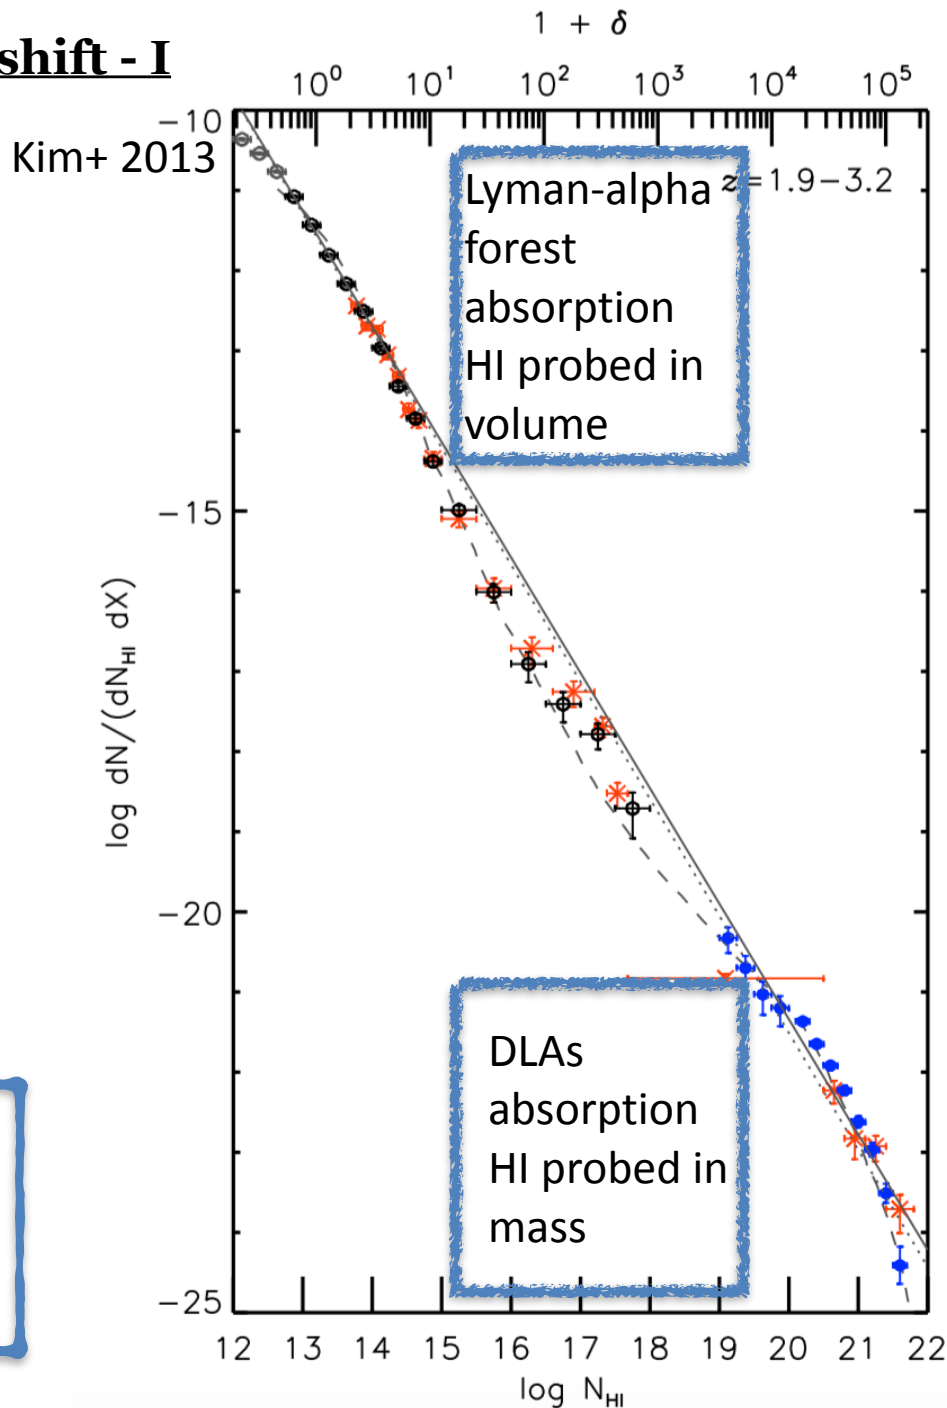 shift - I
1 + δ
10⁰ 10¹ 10² 10³ 10⁴ 10⁵
Kim+ 2013
z=1.9−3.2
Lyman-alpha
forest
absorption
HI probed in
volume
DLAs
absorption
HI probed in
mass
log dN/(dN_HI dX)
−10
−15
−20
−25
12 13 14 15 16 17 18 19 20 21 22
log N_HI